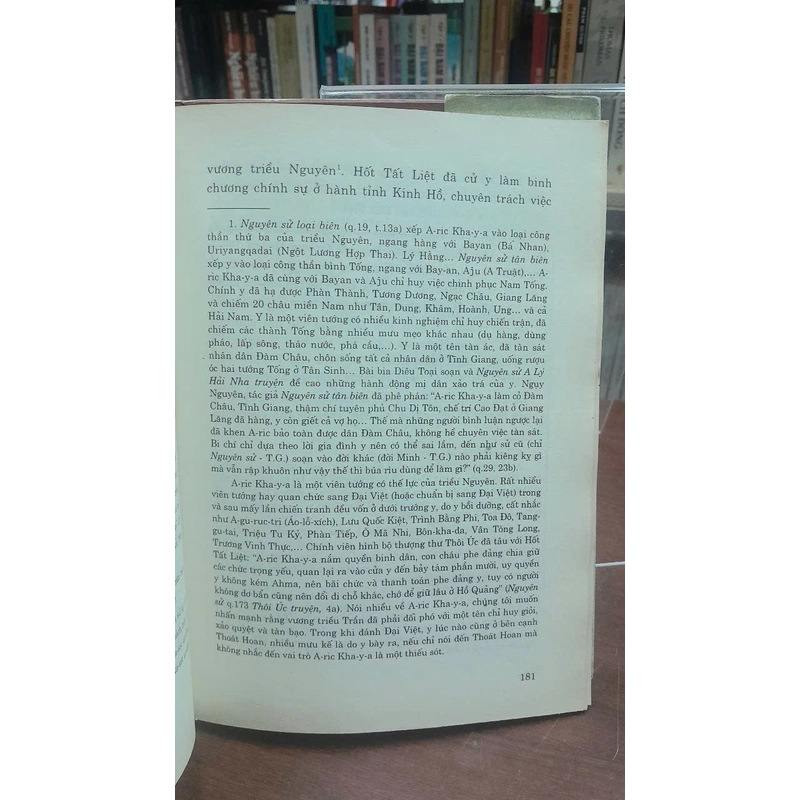 vương triều Nguyên¹. Hốt Tất Liệt đã cử y làm bình
chương chính sự ở hành tỉnh Kinh Hồ, chuyên trách việc
1. Nguyên sử loại biên (q.19, t.13a) xếp A-ric Kha-y-a vào loại công
thần thứ ba của triều Nguyên, ngang hàng với Bayan (Bá Nhan),
Uriyangqadai (Ngột Lương Hợp Thai). Lý Hằng... Nguyên sử tân biên
xếp y vào loại công thần bình Tống, ngang với Bay-an, Aju (A Truật),... A-
ric Kha-y-a đã cùng với Bayan và Aju chỉ huy việc chinh phục Nam Tống.
Chính y đã hạ được Phàn Thành, Tương Dương, Ngạc Châu, Giang Lăng
và chiếm 20 châu miền Nam như Tân, Dung, Khâm, Hoành, Ung... và cả
Hải Nam. Y là một viên tướng có nhiều kinh nghiệm chỉ huy chiến trận, đã
chiếm các thành Tống bằng nhiều mưu mẹo khác nhau (dụ hàng, dùng
pháo, lấp sông, tháo nước, phá cầu,...). Y là một tên tàn ác, đã tàn sát
nhân dân Đàm Châu, chôn sống tất cả nhân dân ở Tĩnh Giang, uống rượu
óc hai tướng Tống ở Tân Sinh... Bài bia Diêu Toại soạn và Nguyên sử A Lý
Hải Nha truyện đề cao những hành động mị dân xảo trá của y. Ngụy
Nguyên, tác giả Nguyên sử tân biên đã phê phán: "A-ric Kha-y-a làm cỏ Đàm
Châu, Tĩnh Giang, thậm chí tuyên phủ Chu Dị Tôn, chế trí Cao Đạt ở Giang
Lăng đã hàng, y còn giết cả vợ họ... Thế mà những người bình luận ngược lại
đã khen A-ric bảo toàn được dân Đàm Châu, không hề chuyên việc tàn sát.
Bi chí chỉ dựa theo lời gia đình y nên có thể sai lầm, đến như sử cũ (chỉ
Nguyên sử - T.G.) soạn vào đời khác (đời Minh - T.G.) nào phải kiêng kỵ gì
mà vẫn rập khuôn như vậy thế thì búa rìu dùng để làm gì?" (q.29, 23b).
A-ric Kha-y-a là một viên tướng có thế lực của triều Nguyên. Rất nhiều
viên tướng hay quan chức sang Đại Việt (hoặc chuẩn bị sang Đại Việt) trong
và sau mấy lần chiến tranh đều vốn ở dưới trướng y, do y bồi dưỡng, cất nhắc
như A-gu-ruc-tri (Áo-lỗ-xích), Lưu Quốc Kiệt, Trình Bằng Phi, Toa Đô, Tang-
gu-tai, Triệu Tu Kỷ, Phàn Tiếp, Ô Mã Nhi, Bôn-kha-đa, Văn Tông Long,
Trương Vinh Thực,... Chính viên hình bộ thượng thư Thôi Úc đã tâu với Hốt
Tất Liệt: "A-ric Kha-y-a nắm quyền binh dân, con cháu phe đảng chia giữ
các chức trọng yếu, quan lại ra vào cửa y đến bảy tám phần mười, uy quyền
y không kém Ahma, nên bãi chức và thanh toán phe đảng y, tuy có người
không dơ bẩn cũng nên đổi đi chỗ khác, chớ để giữ lâu ở Hồ Quảng" (Nguyên
sử q.173 Thôi Úc truyện, 4a). Nói nhiều về A-ric Kha-y-a, chúng tôi muốn
nhấn mạnh rằng vương triều Trần đã phải đối phó với một tên chỉ huy giỏi,
xảo quyệt và tàn bạo. Trong khi đánh Đại Việt, y lúc nào cũng ở bên cạnh
Thoát Hoan, nhiều mưu kế là do y bày ra, nếu chỉ nói đến Thoát Hoan mà
không nhắc đến vai trò A-ric Kha-y-a là một thiếu sót.
181